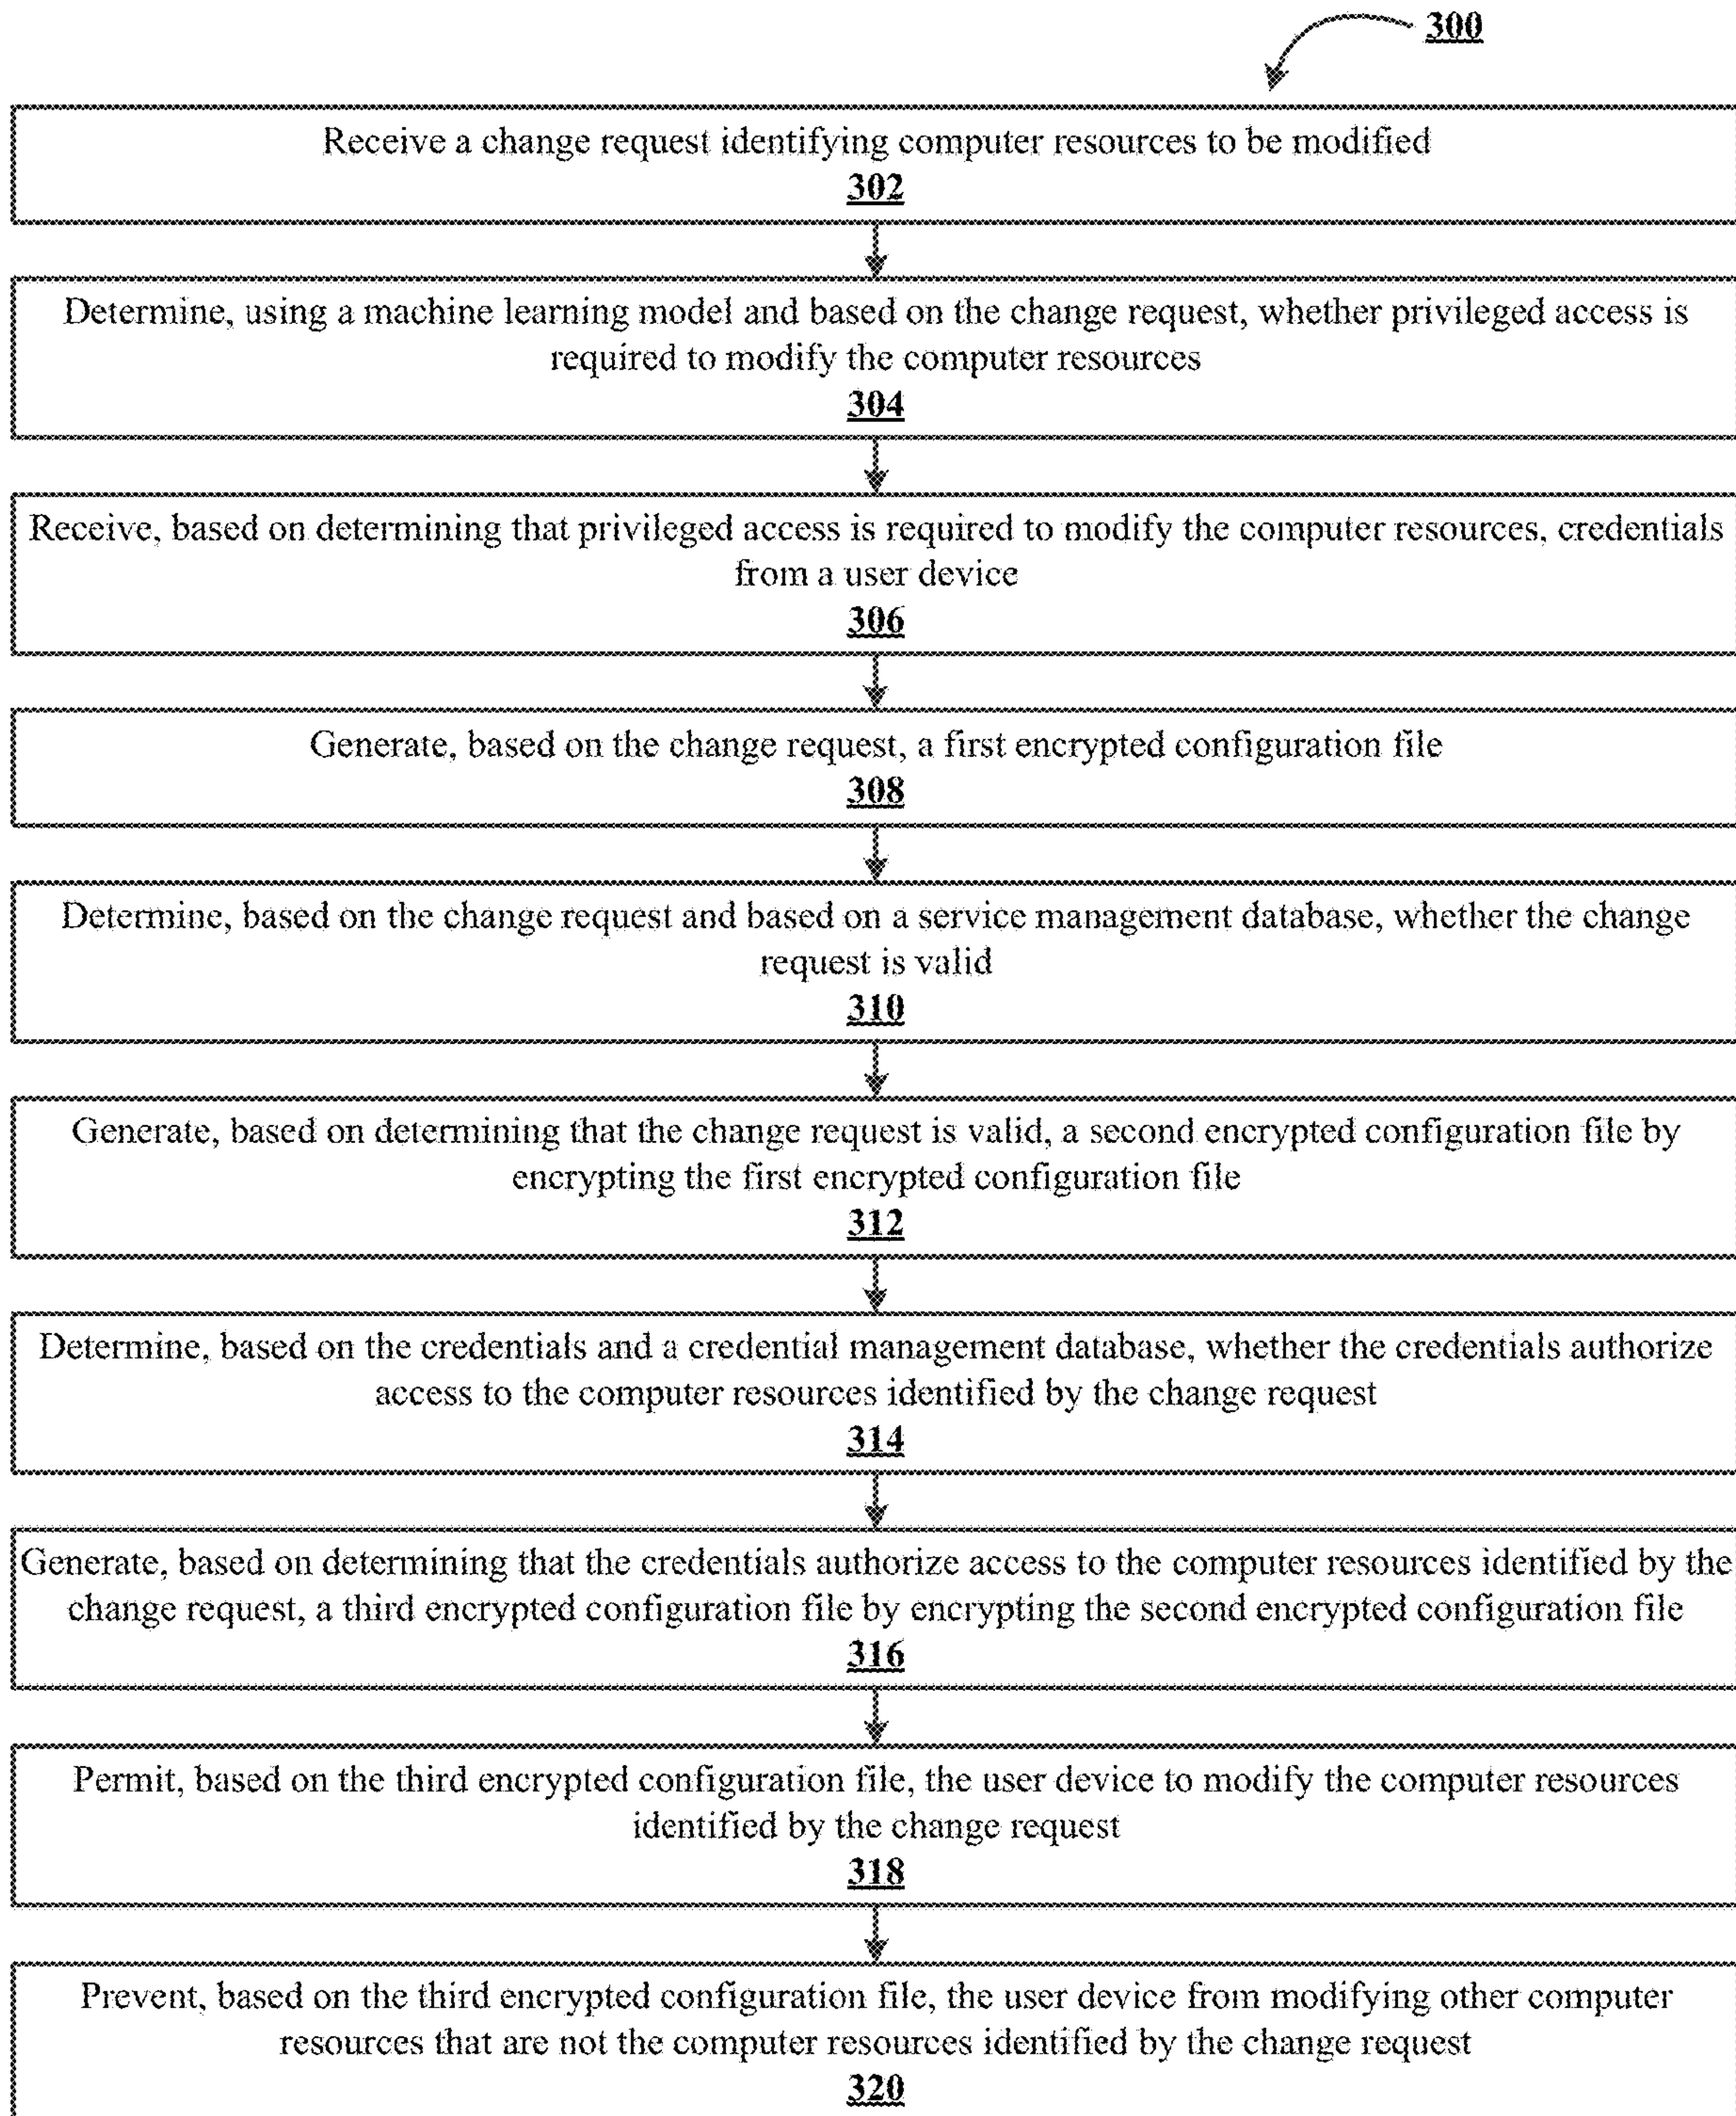 300
Receive a change request identifying computer resources to be modified
302
Determine, using a machine learning model and based on the change request, whether privileged access is
required to modify the computer resources
304
Receive, based on determining that privileged access is required to modify the computer resources, credentials
from a user device
306
Generate, based on the change request, a first encrypted configuration file
308
Determine, based on the change request and based on a service management database, whether the change
request is valid
310
Generate, based on determining that the change request is valid, a second encrypted configuration file by
encrypting the first encrypted configuration file
312
Determine, based on the credentials and a credential management database, whether the credentials authorize
access to the computer resources identified by the change request
314
Generate, based on determining that the credentials authorize access to the computer resources identified by the
change request, a third encrypted configuration file by encrypting the second encrypted configuration file
316
Permit, based on the third encrypted configuration file, the user device to modify the computer resources
identified by the change request
318
Prevent, based on the third encrypted configuration file, the user device from modifying other computer
resources that are not the computer resources identified by the change request
320